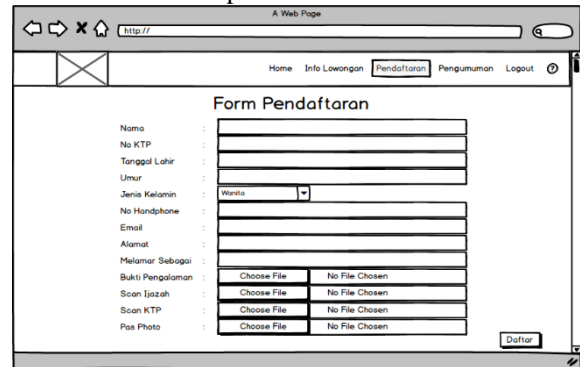 A Web Page
http://
Home Info Lowongan Pendaftaran Pengumuman Logout ?
Form Pendaftaran
Nama :
No KTP :
Tanggal Lahir :
Umur :
Jenis Kelamin : Wanita
No Handphone :
Email :
Alamat :
Melamar Sebagai :
Bukti Pengalaman : Choose File No File Chosen
Scan Ijazah : Choose File No File Chosen
Scan KTP : Choose File No File Chosen
Pas Photo : Choose File No File Chosen
Daftar